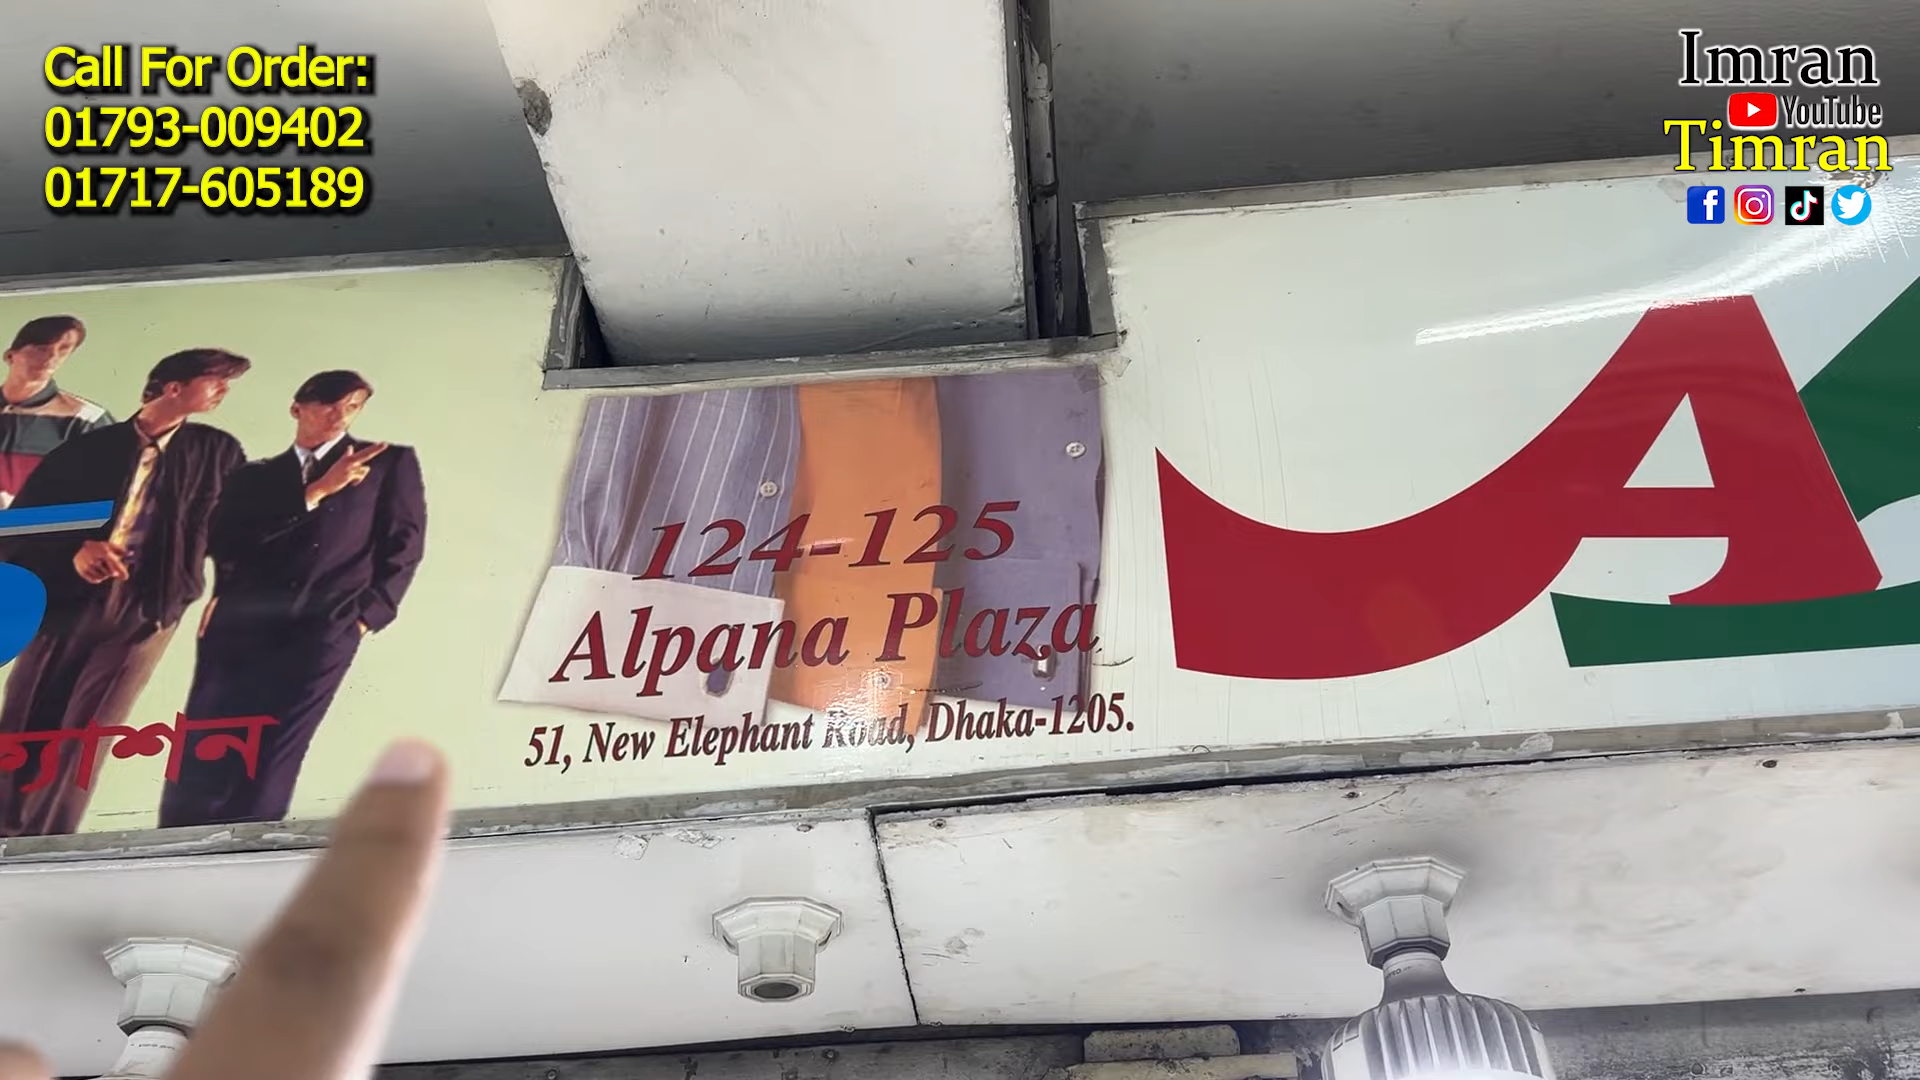 Call For Order:
01793-009402
01717-605189
Imran
YouTube
Timran
124-125
Alpana Plaza
51, New Elephant Road, Dhaka-1205.
A